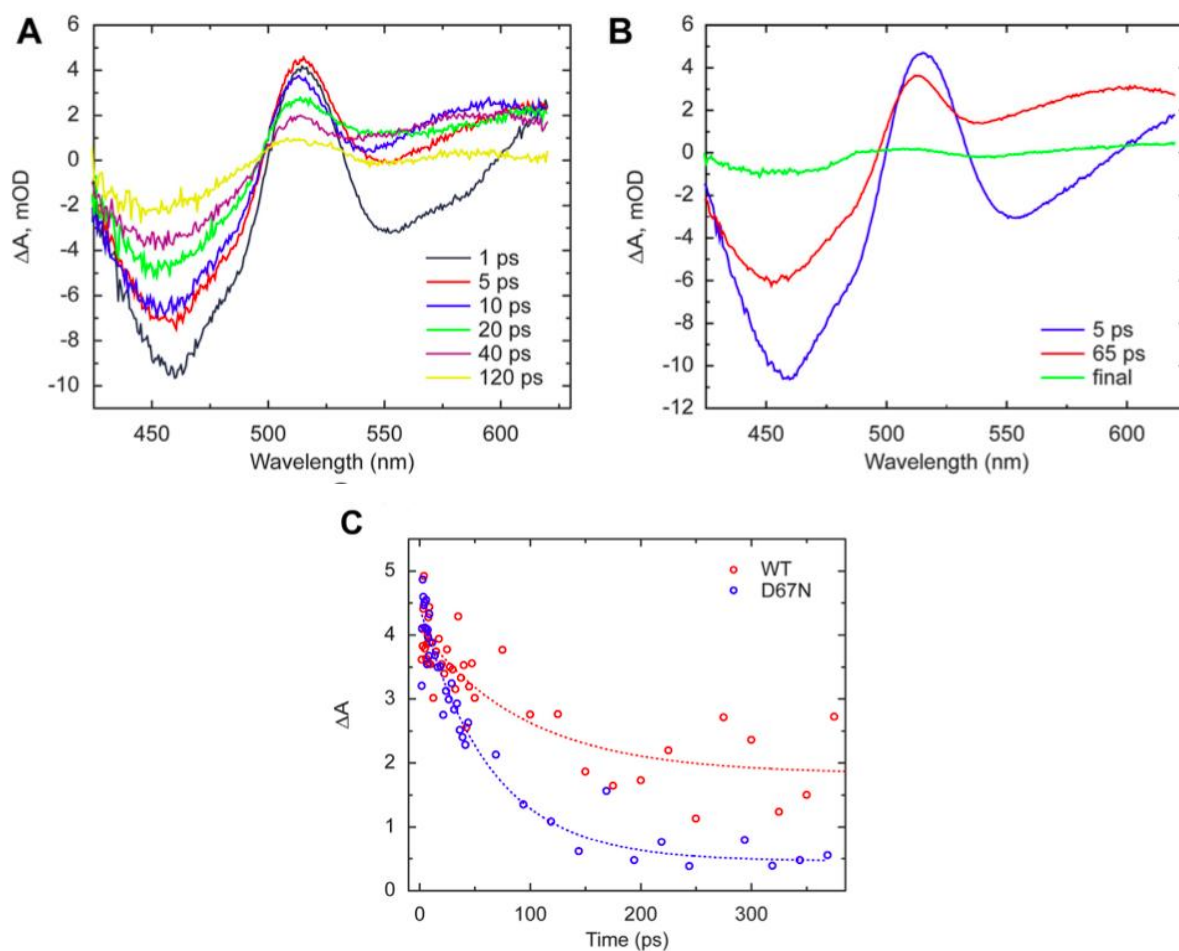 A
6
4
2
0
-2
-4
-6
-8
-10
ΔA, mOD
1 ps
5 ps
10 ps
20 ps
40 ps
120 ps
450 500 550 600
Wavelength (nm)
B
6
4
2
0
-2
-4
-6
-8
-10
-12
ΔA, mOD
5 ps
65 ps
final
450 500 550 600
Wavelength (nm)
C
5
4
3
2
1
0
ΔA
WT
D67N
0 100 200 300
Time (ps)